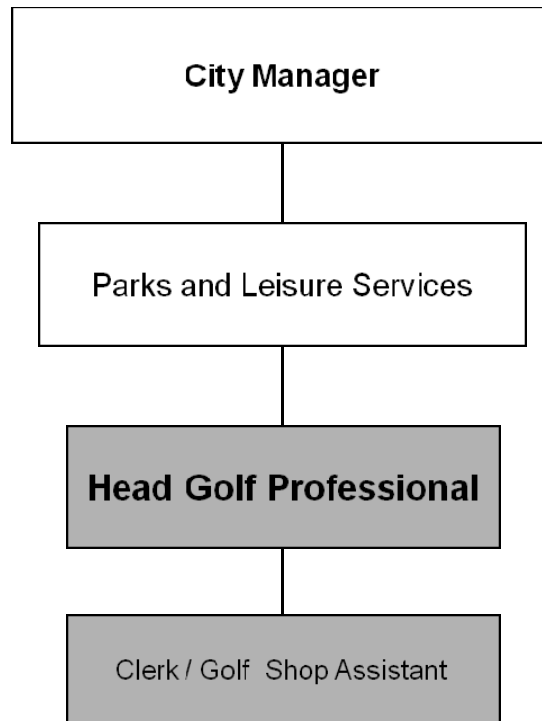 City Manager
Parks and Leisure Services
Head Golf Professional
Clerk / Golf Shop Assistant